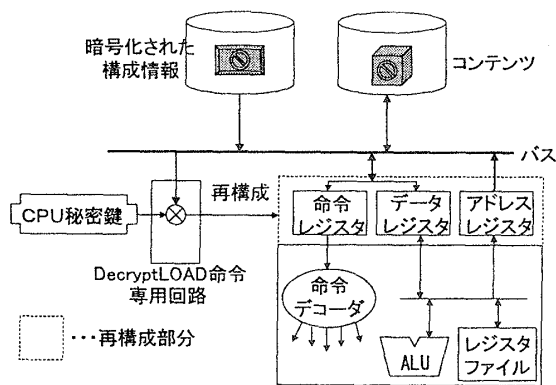 暗号化された
構成情報
コンテンツ
バス
再構成
CPU秘密鍵
DecryptLOAD命令
専用回路
命令
レジスタ
データ
レジスタ
アドレス
レジスタ
命令
デコーダ
ALU
レジスタ
ファイル
･･･再構成部分